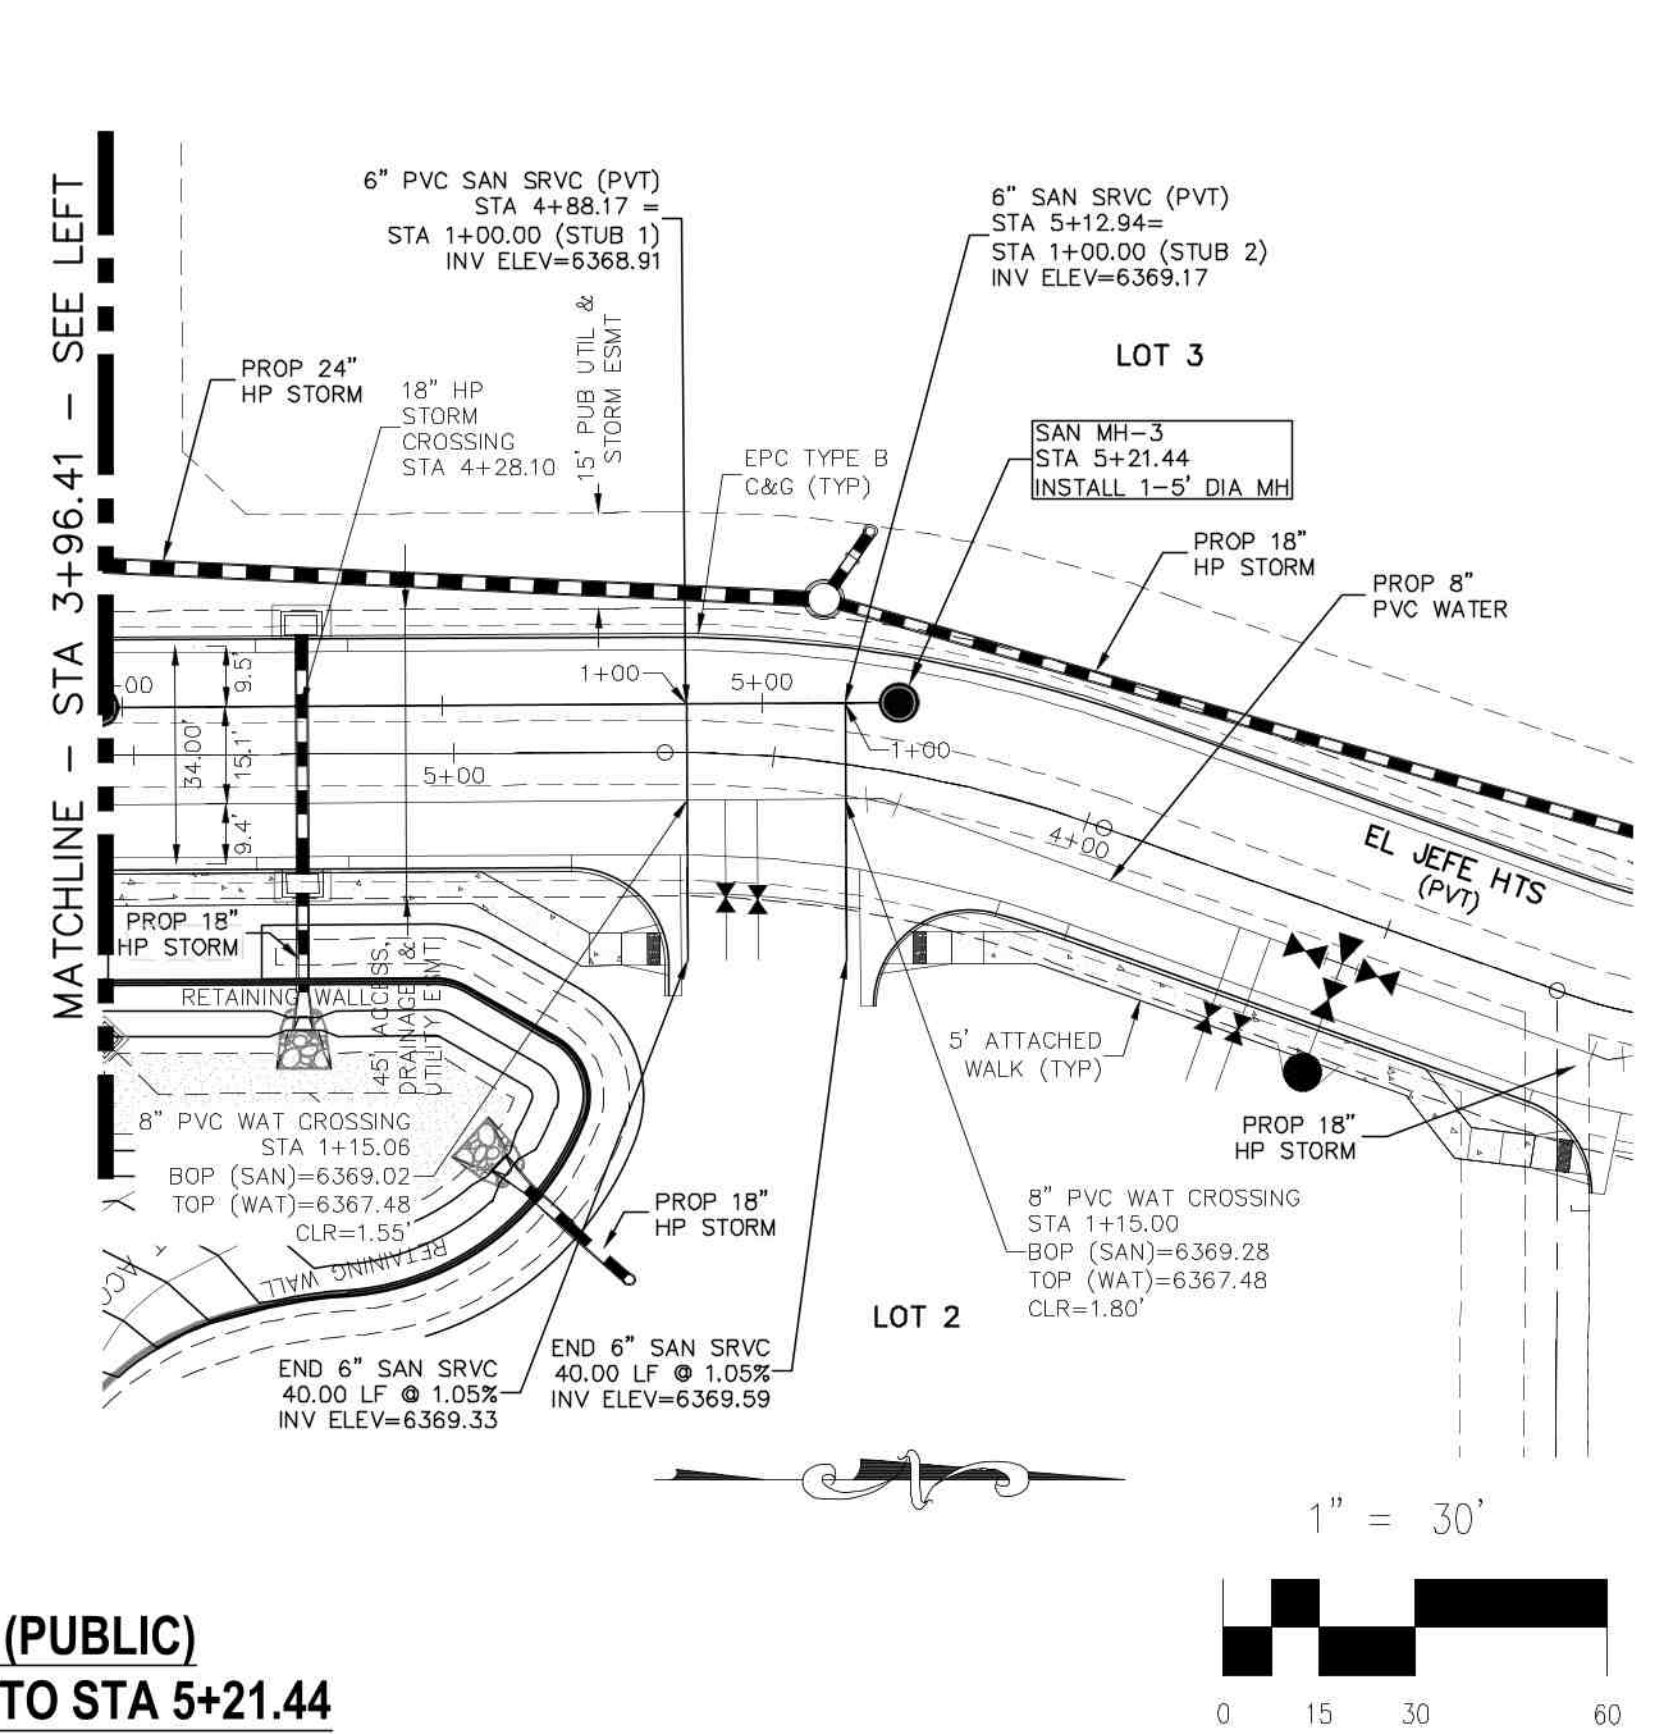 MATCHLINE - STA 3+96.41 - SEE LEFT
6" PVC SAN SRVC (PVT)
STA 4+88.17 =
STA 1+00.00 (STUB 1)
INV ELEV=6368.91
6" SAN SRVC (PVT)
STA 5+12.94=
STA 1+00.00 (STUB 2)
INV ELEV=6369.17
LOT 3
PROP 24"
HP STORM
18" HP
STORM
CROSSING
STA 4+28.10
15' PUB UTIL &
STORM ESMT
EPC TYPE B
C&G (TYP)
SAN MH-3
STA 5+21.44
INSTALL 1-5' DIA MH
PROP 18"
HP STORM
PROP 8"
PVC WATER
-00
34.00'
9.5'
15.1'
9.4'
1+00
5+00
1+00
5+00
4+00
EL JEFE HTS
(PVT)
PROP 18"
HP STORM
RETAINING WALL
45' ACCESS,
DRAINAGE &
UTILITY ESMT
5' ATTACHED
WALK (TYP)
8" PVC WAT CROSSING
STA 1+15.06
BOP (SAN)=6369.02
TOP (WAT)=6367.48
CLR=1.55'
RETAINING WALL
PROP 18"
HP STORM
PROP 18"
HP STORM
8" PVC WAT CROSSING
STA 1+15.00
BOP (SAN)=6369.28
TOP (WAT)=6367.48
CLR=1.80'
LOT 2
END 6" SAN SRVC
40.00 LF @ 1.05%
INV ELEV=6369.33
END 6" SAN SRVC
40.00 LF @ 1.05%
INV ELEV=6369.59
1" = 30'
0 15 30 60
(PUBLIC)
TO STA 5+21.44